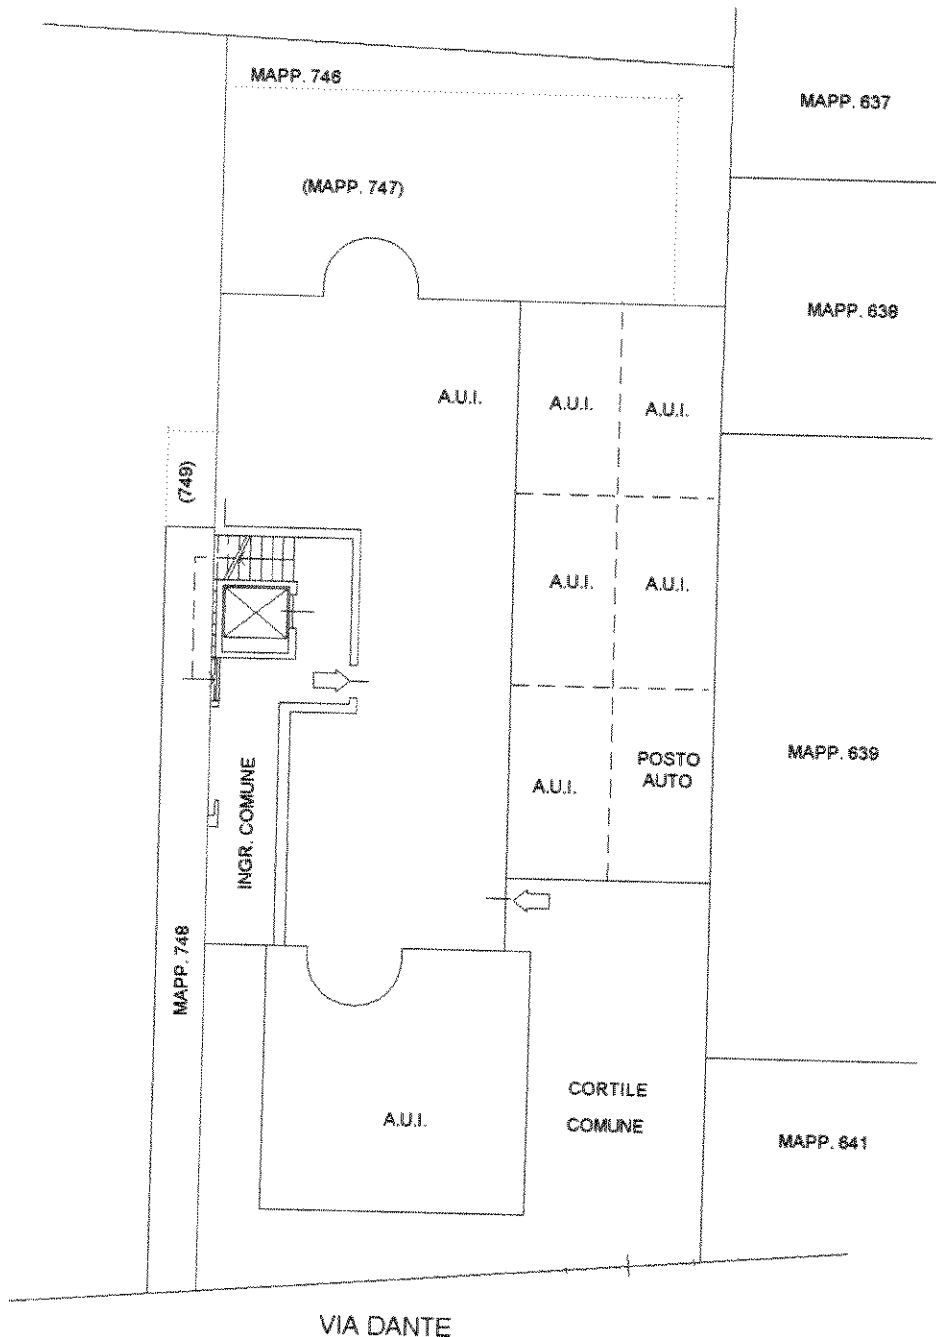 MAPP. 746
MAPP. 637
(MAPP. 747)
MAPP. 638
A.U.I.
A.U.I.
A.U.I.
(749)
A.U.I.
A.U.I.
MAPP. 639
POSTO
AUTO
A.U.I.
INGR. COMUNE
MAPP. 748
CORTILE
COMUNE
A.U.I.
MAPP. 641
VIA DANTE